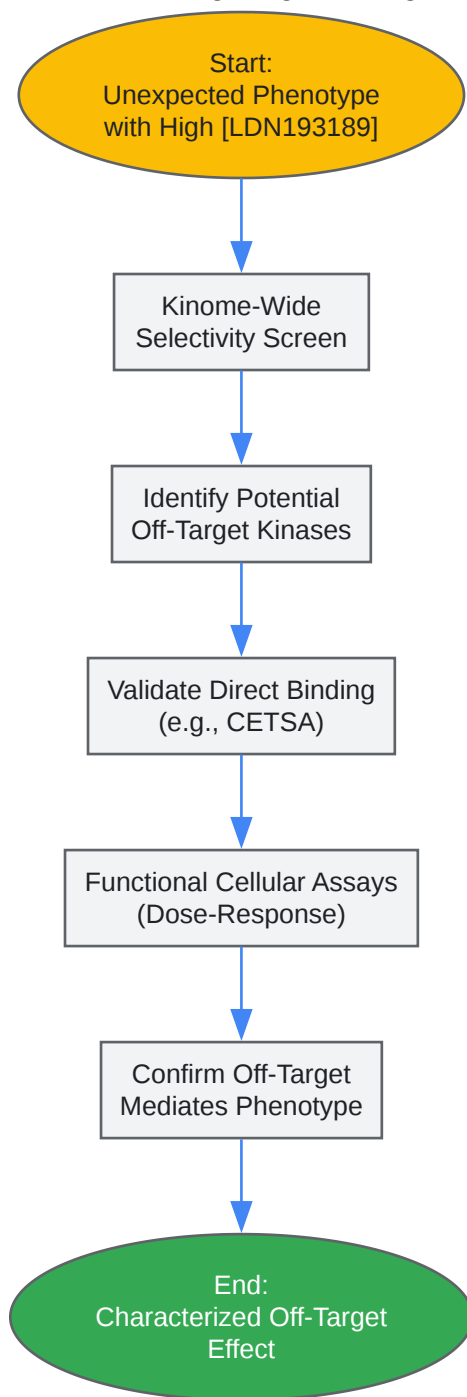 Start:
Unexpected Phenotype
with High [LDN193189]
Kinome-Wide
Selectivity Screen
Identify Potential
Off-Target Kinases
Validate Direct Binding
(e.g., CETSA)
Functional Cellular Assays
(Dose-Response)
Confirm Off-Target
Mediates Phenotype
End:
Characterized Off-Target
Effect